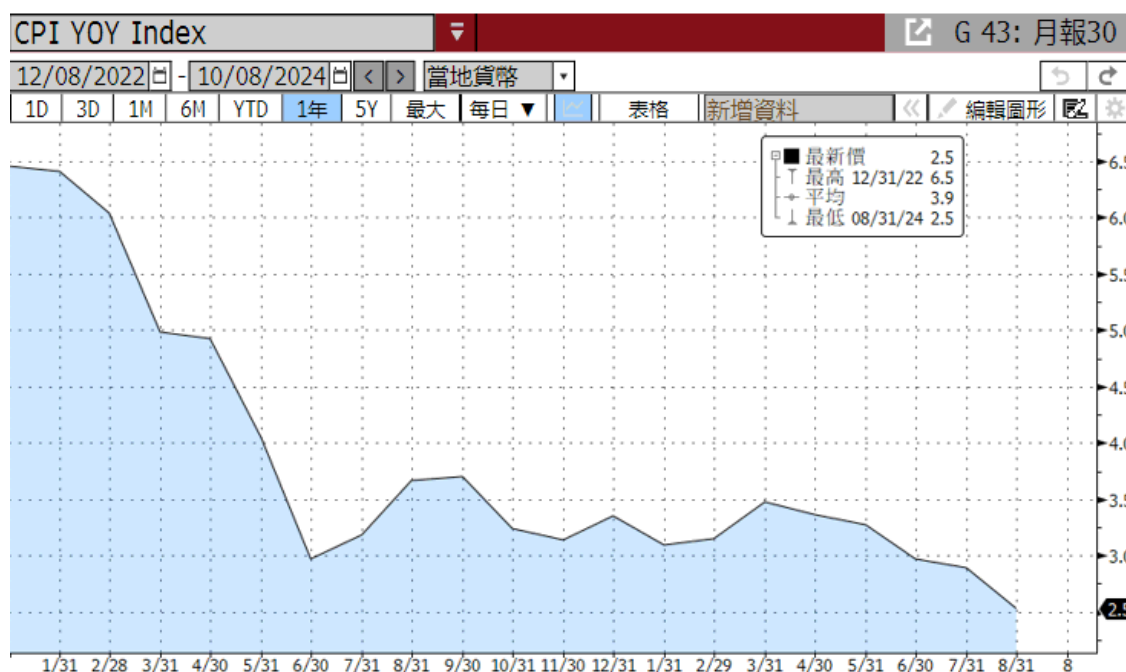 CPI YOY Index G 43: 月報30
12/08/2022 - 10/08/2024 < > 當地貨幣
1D 3D 1M 6M YTD 1年 5Y 最大 每日 ▼ 表格 新增資料 « 編輯圖形
最新價 2.5
最高 12/31/22 6.5
平均 3.9
最低 08/31/24 2.5
6.5
6.0
5.5
5.0
4.5
4.0
3.5
3.0
2.5
1/31 2/28 3/31 4/30 5/31 6/30 7/31 8/31 9/30 10/31 11/30 12/31 1/31 2/29 3/31 4/30 5/31 6/30 7/31 8/31 8